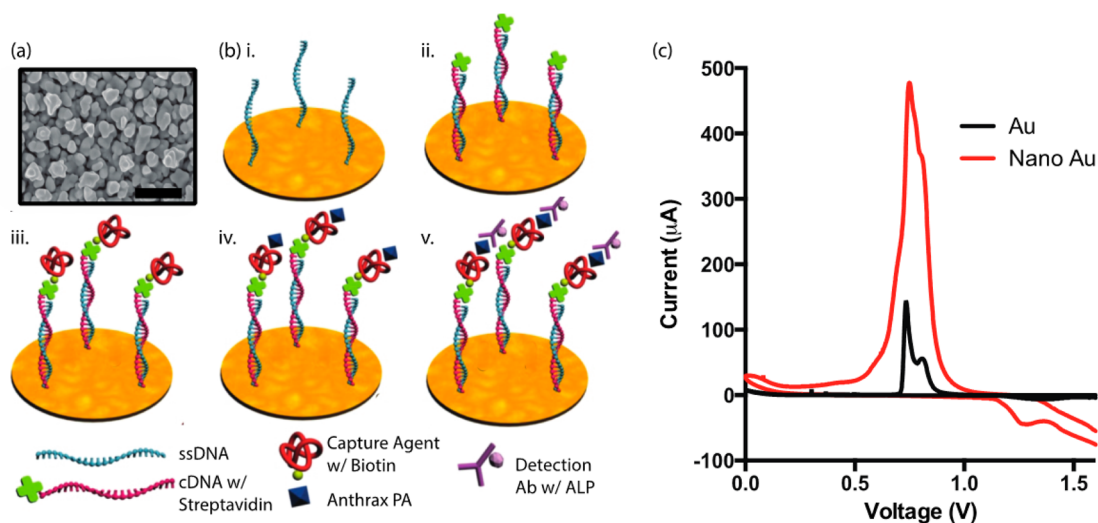 (a)
(b) i.
ii.
iii.
iv.
v.
ssDNA
cDNA w/
Streptavidin
Capture Agent
w/ Biotin
Anthrax PA
Detection
Ab w/ ALP
(c)
Current (µA)
500
400
300
200
100
0
-100
Au
Nano Au
0.0
0.5
1.0
1.5
Voltage (V)